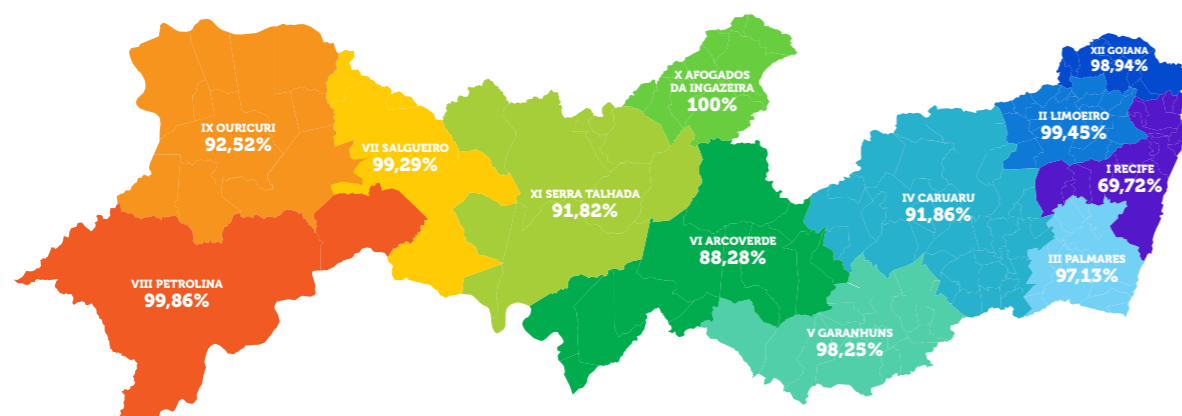 XII GOIANA
98,94%
X AFOGADOS
DA INGAZEIRA
100%
II LIMOEIRO
99,45%
IX OURICURI
92,52%
VII SALGUEIRO
99,29%
I RECIFE
69,72%
XI SERRA TALHADA
91,82%
IV CARUARU
91,86%
VI ARCOVERDE
88,28%
III PALMARES
97,13%
VIII PETROLINA
99,86%
V GARANHUNS
98,25%